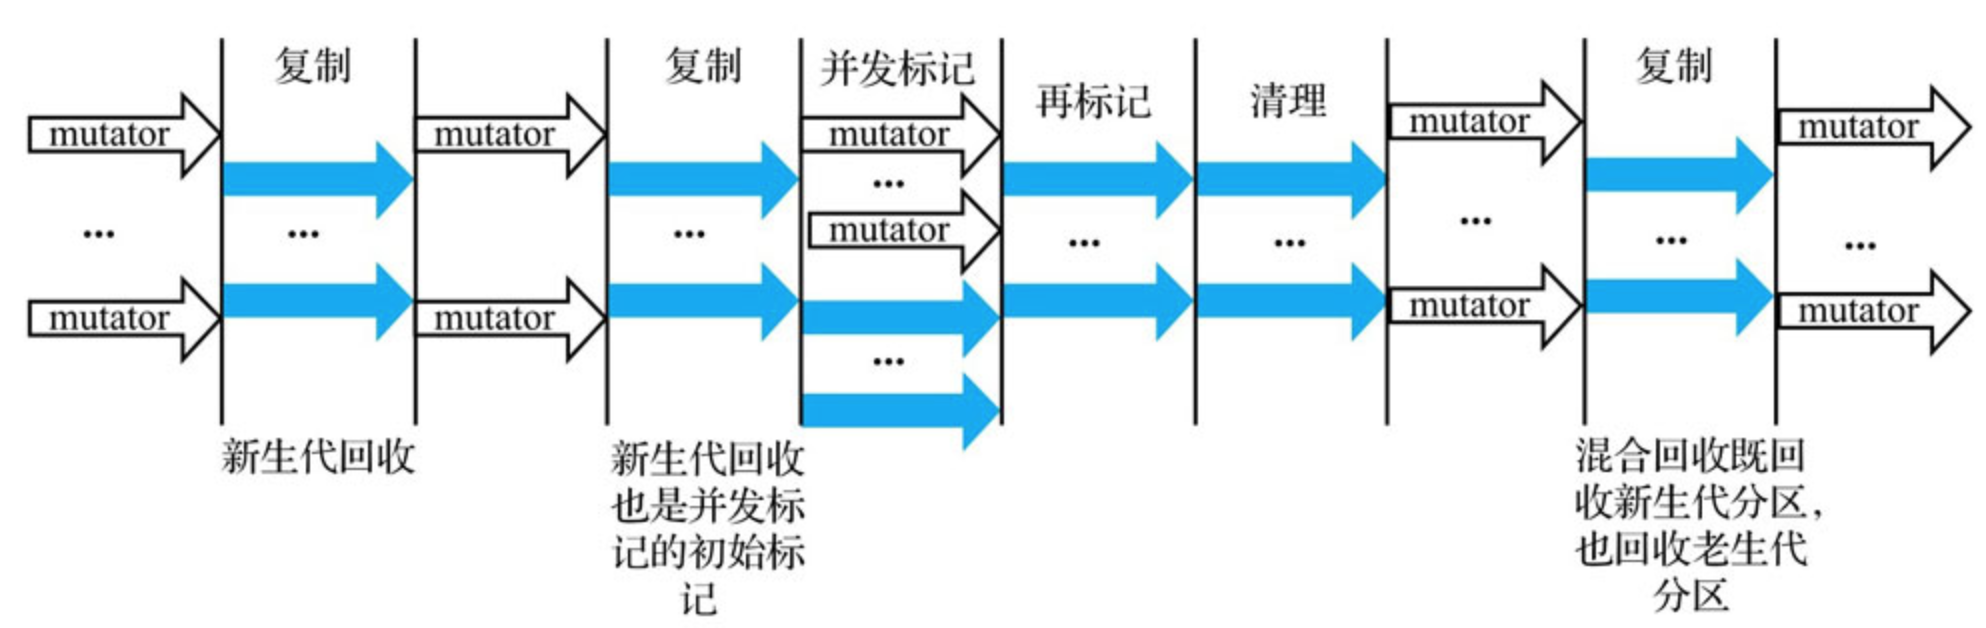 复制
复制
并发标记
再标记
清理
复制
mutator
mutator
mutator
mutator
mutator
...
mutator
...
...
...
...
...
...
...
...
...
mutator
mutator
mutator
mutator
...
新生代回收
新生代回收
也是并发标
记的初始标
记
混合回收既回
收新生代分区，
也回收老生代
分区